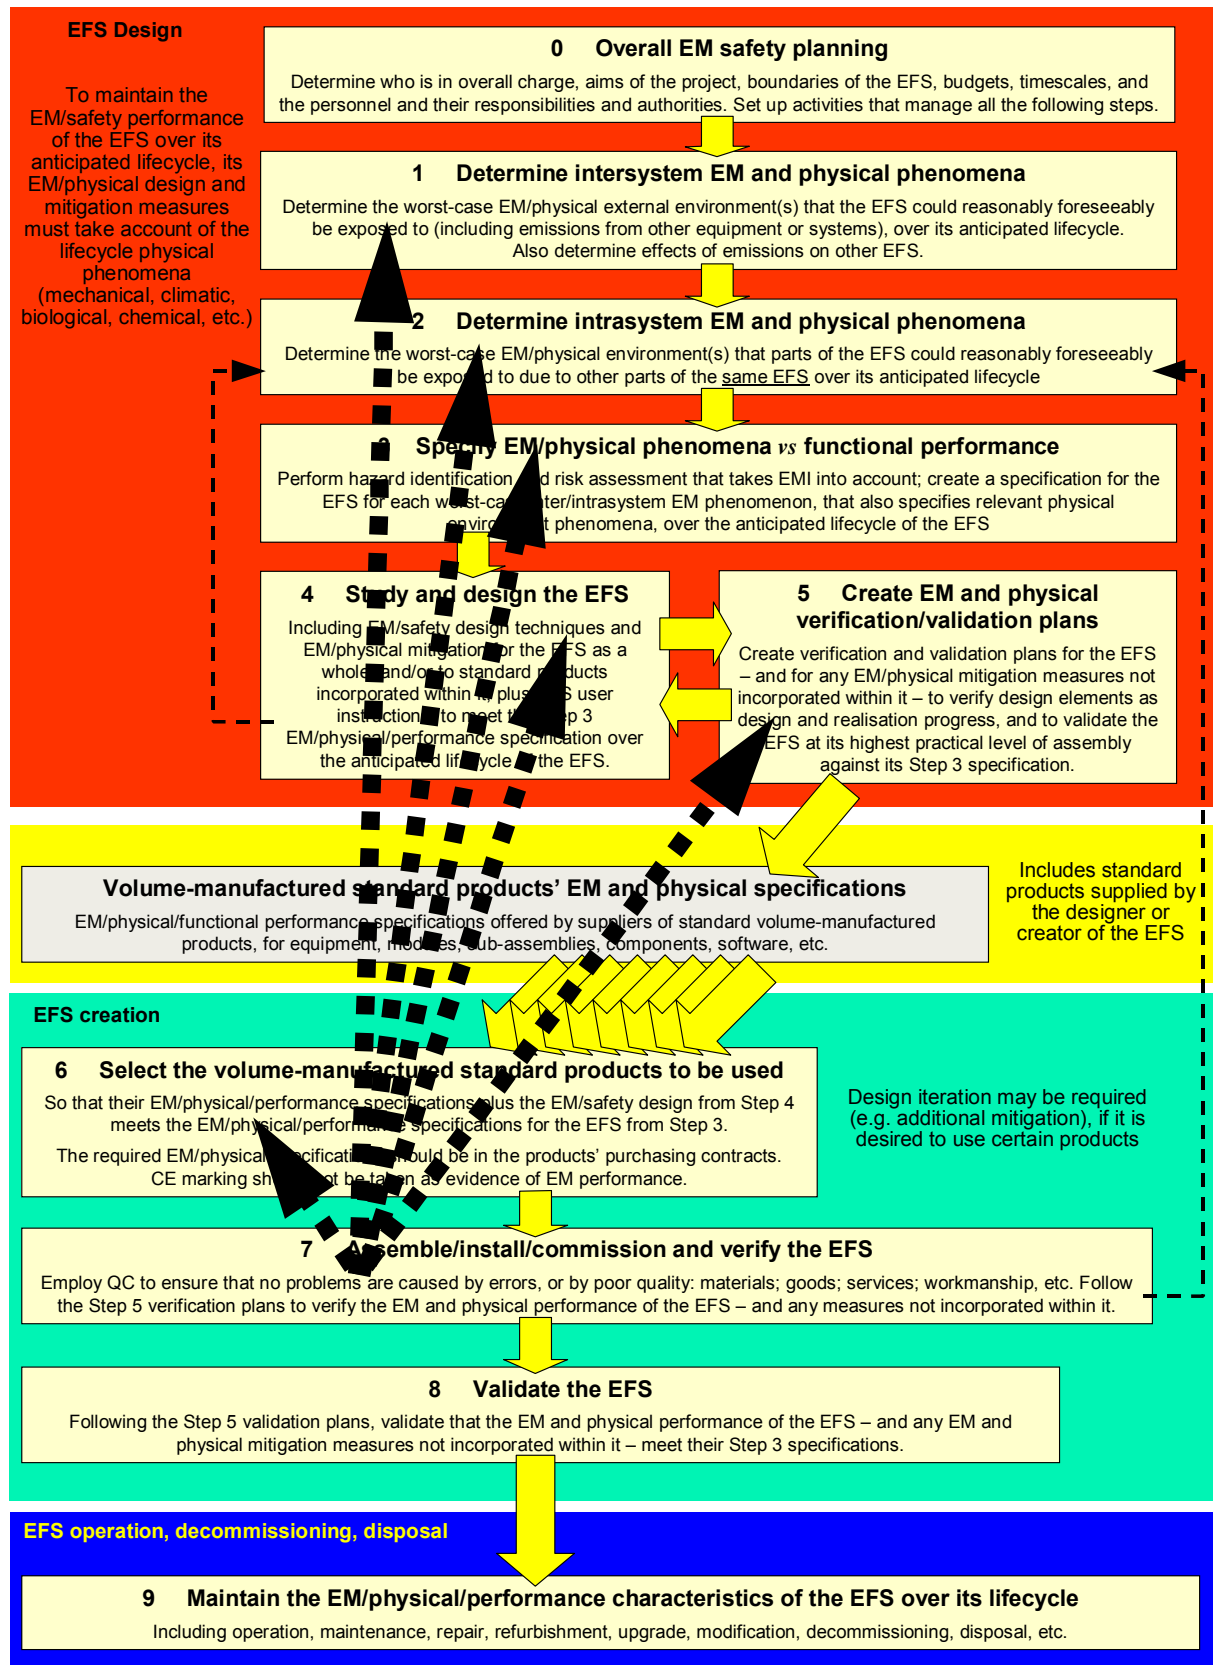 EFS Design
To maintain the
EM/safety performance
of the EFS over its
anticipated lifecycle, its
EM/physical design and
mitigation measures
must take account of the
lifecycle physical
phenomena
(mechanical, climatic,
biological, chemical, etc.)
0 Overall EM safety planning
Determine who is in overall charge, aims of the project, boundaries of the EFS, budgets, timescales, and
the personnel and their responsibilities and authorities. Set up activities that manage all the following steps.
1 Determine intersystem EM and physical phenomena
Determine the worst-case EM/physical external environment(s) that the EFS could reasonably foreseeably
be exposed to (including emissions from other equipment or systems), over its anticipated lifecycle.
Also determine effects of emissions on other EFS.
2 Determine intrasystem EM and physical phenomena
Determine the worst-case EM/physical environment(s) that parts of the EFS could reasonably foreseeably
be exposed to due to other parts of the same EFS over its anticipated lifecycle
3 Specify EM/physical phenomena vs functional performance
Perform hazard identification and risk assessment that takes EMI into account; create a specification for the
EFS for each worst-case inter/intrasystem EM phenomenon, that also specifies relevant physical
environment phenomena, over the anticipated lifecycle of the EFS
4 Study and design the EFS
Including EM/safety design techniques and
EM/physical mitigation for the EFS as a
whole and/or to standard products
incorporated within it, plus EFS user
instructions, to meet the Step 3
EM/physical/performance specification over
the anticipated lifecycle of the EFS.
5 Create EM and physical
verification/validation plans
Create verification and validation plans for the EFS
– and for any EM/physical mitigation measures not
incorporated within it – to verify design elements as
design and realisation progress, and to validate the
EFS at its highest practical level of assembly
against its Step 3 specification.
Volume-manufactured standard products’ EM and physical specifications
EM/physical/functional performance specifications offered by suppliers of standard volume-manufactured
products, for equipment, modules, sub-assemblies, components, software, etc.
Includes standard
products supplied by
the designer or
creator of the EFS
EFS creation
6 Select the volume-manufactured standard products to be used
So that their EM/physical/performance specifications plus the EM/safety design from Step 4
meets the EM/physical/performance specifications for the EFS from Step 3.
The required EM/physical specifications should be in the products’ purchasing contracts.
CE marking should not be taken as evidence of EM performance.
Design iteration may be required
(e.g. additional mitigation), if it is
desired to use certain products
7 Assemble/install/commission and verify the EFS
Employ QC to ensure that no problems are caused by errors, or by poor quality: materials; goods; services; workmanship, etc. Follow
the Step 5 verification plans to verify the EM and physical performance of the EFS – and any measures not incorporated within it.
8 Validate the EFS
Following the Step 5 validation plans, validate that the EM and physical performance of the EFS – and any EM and
physical mitigation measures not incorporated within it – meet their Step 3 specifications.
EFS operation, decommissioning, disposal
9 Maintain the EM/physical/performance characteristics of the EFS over its lifecycle
Including operation, maintenance, repair, refurbishment, upgrade, modification, decommissioning, disposal, etc.